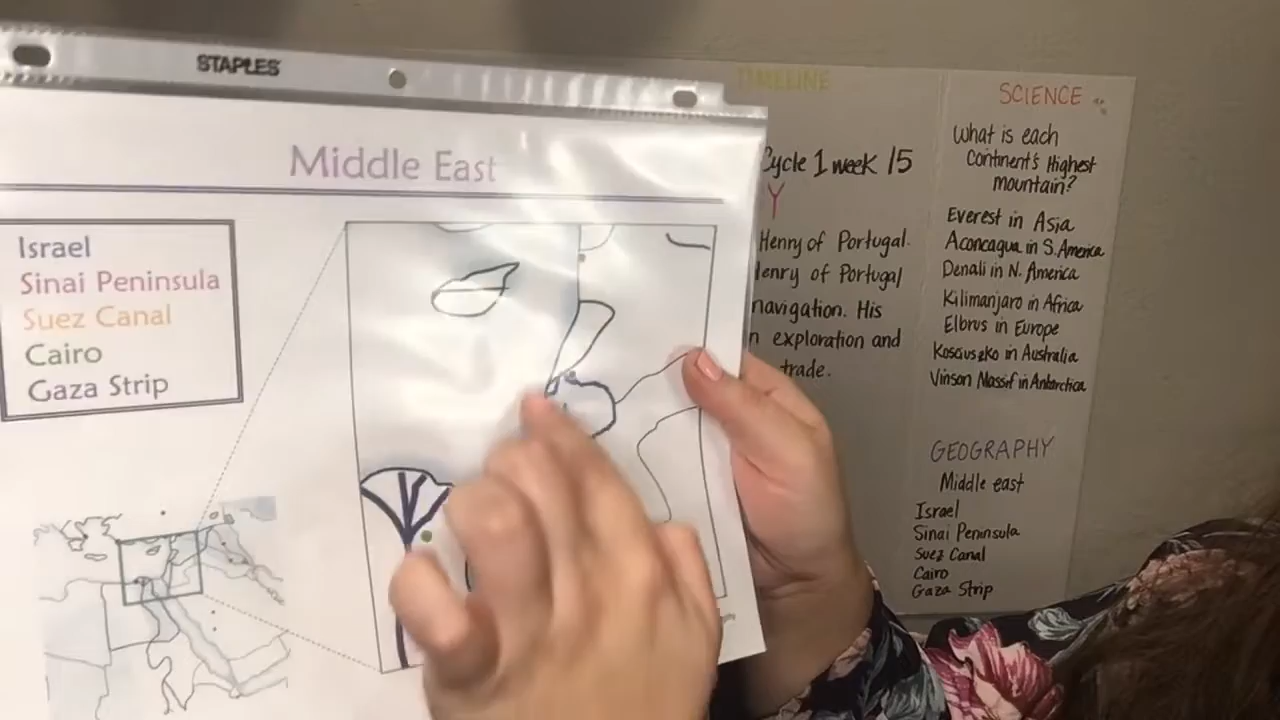 STAPLES
Middle East
Israel
Sinai Peninsula
Suez Canal
Cairo
Gaza Strip
TIMELINE
Cycle 1 week 15
Y
Henry of Portugal.
Henry of Portugal
navigation. His
exploration and
trade.
SCIENCE
What is each
Continent's Highest
mountain?
Everest in Asia
Aconcagua in S. America
Denali in N. America
Kilimanjaro in Africa
Elbrus in Europe
Kosciuszko in Australia
Vinson Massif in Antarctica
GEOGRAPHY
Middle east
Israel
Sinai Peninsula
Suez Canal
Cairo
Gaza Strip